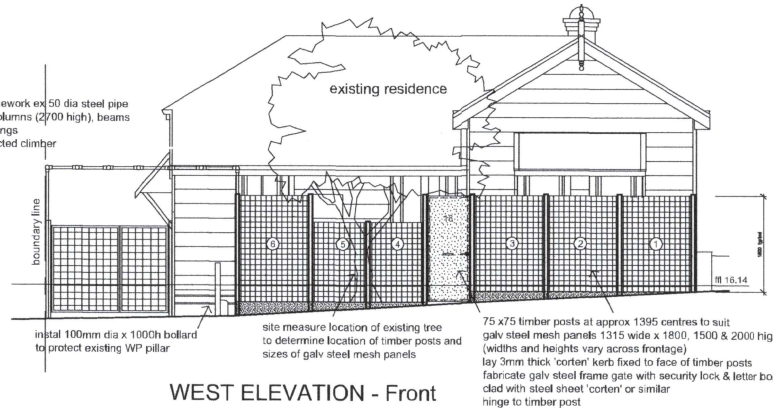 existing residence
ework ex 50 dia steel pipe
olumns (2700 high), beams
ngs
cted climber
boundary line
16
6
5
4
3
2
1
ffl 16,14
instal 100mm dia x 1000h bollard
to protect existing WP pillar
site measure location of existing tree
to determine location of timber posts and
sizes of galv steel mesh panels
75 x75 timber posts at approx 1395 centres to suit
galv steel mesh panels 1315 wide x 1800, 1500 & 2000 hig
(widths and heights vary across frontage)
lay 3mm thick 'corten' kerb fixed to face of timber posts
fabricate galv steel frame gate with security lock & letter bo
clad with steel sheet 'corten' or similar
hinge to timber post
WEST ELEVATION - Front